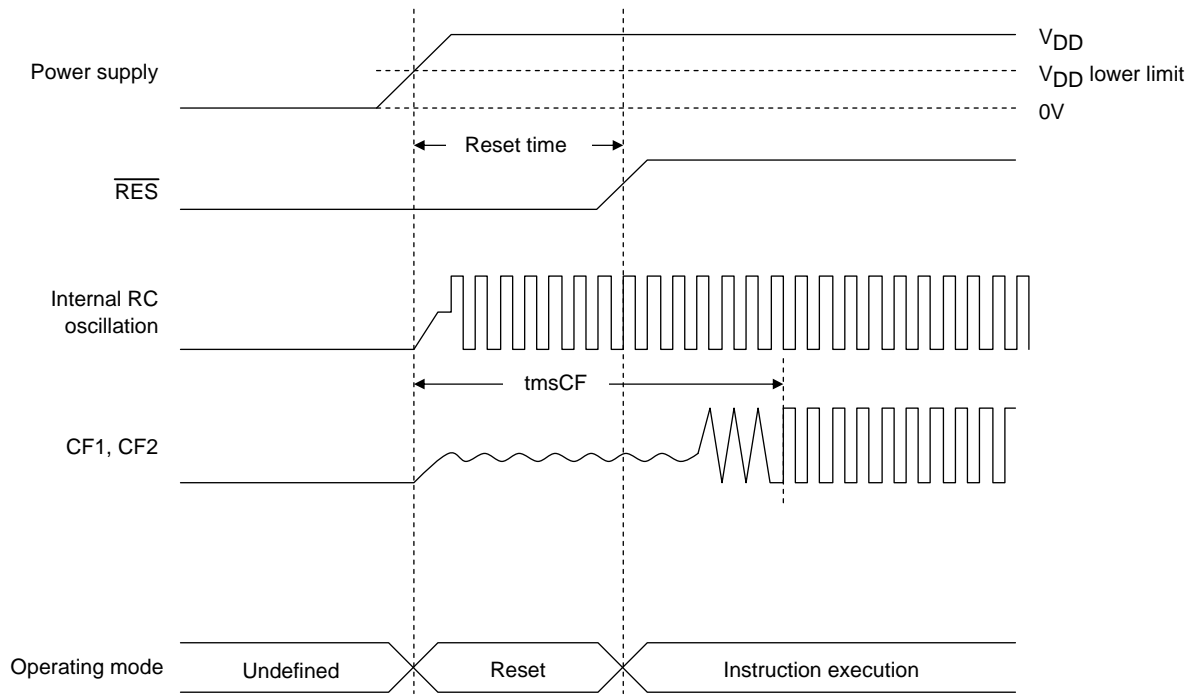 VDD
Power supply
VDD lower limit
0V
Reset time
RES
Internal RC
oscillation
tmsCF
CF1, CF2
Operating mode
Undefined
Reset
Instruction execution